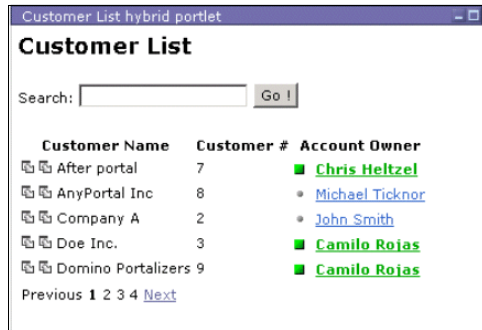 Customer List hybrid portlet
Customer List
Search: Go !
Customer Name Customer # Account Owner
After portal 7 Chris Heltzel
AnyPortal Inc 8 Michael Ticknor
Company A 2 John Smith
Doe Inc. 3 Camilo Rojas
Domino Portalizers 9 Camilo Rojas
Previous 1 2 3 4 Next